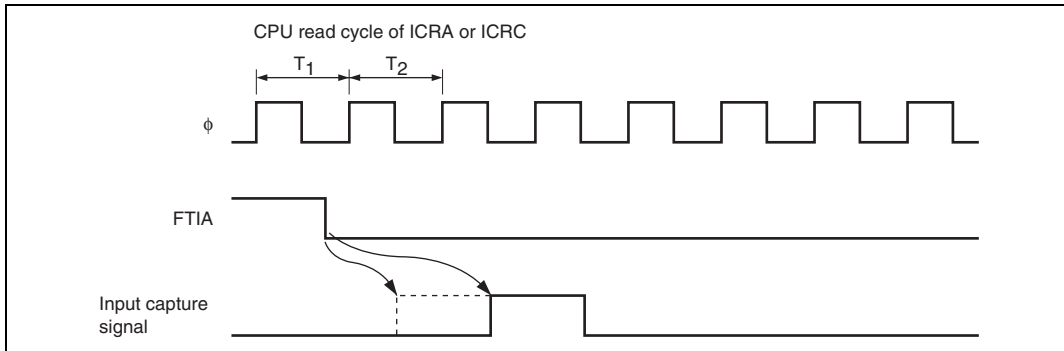 CPU read cycle of ICRA or ICRC
T1 T2
ϕ
FTIA
Input capture
signal